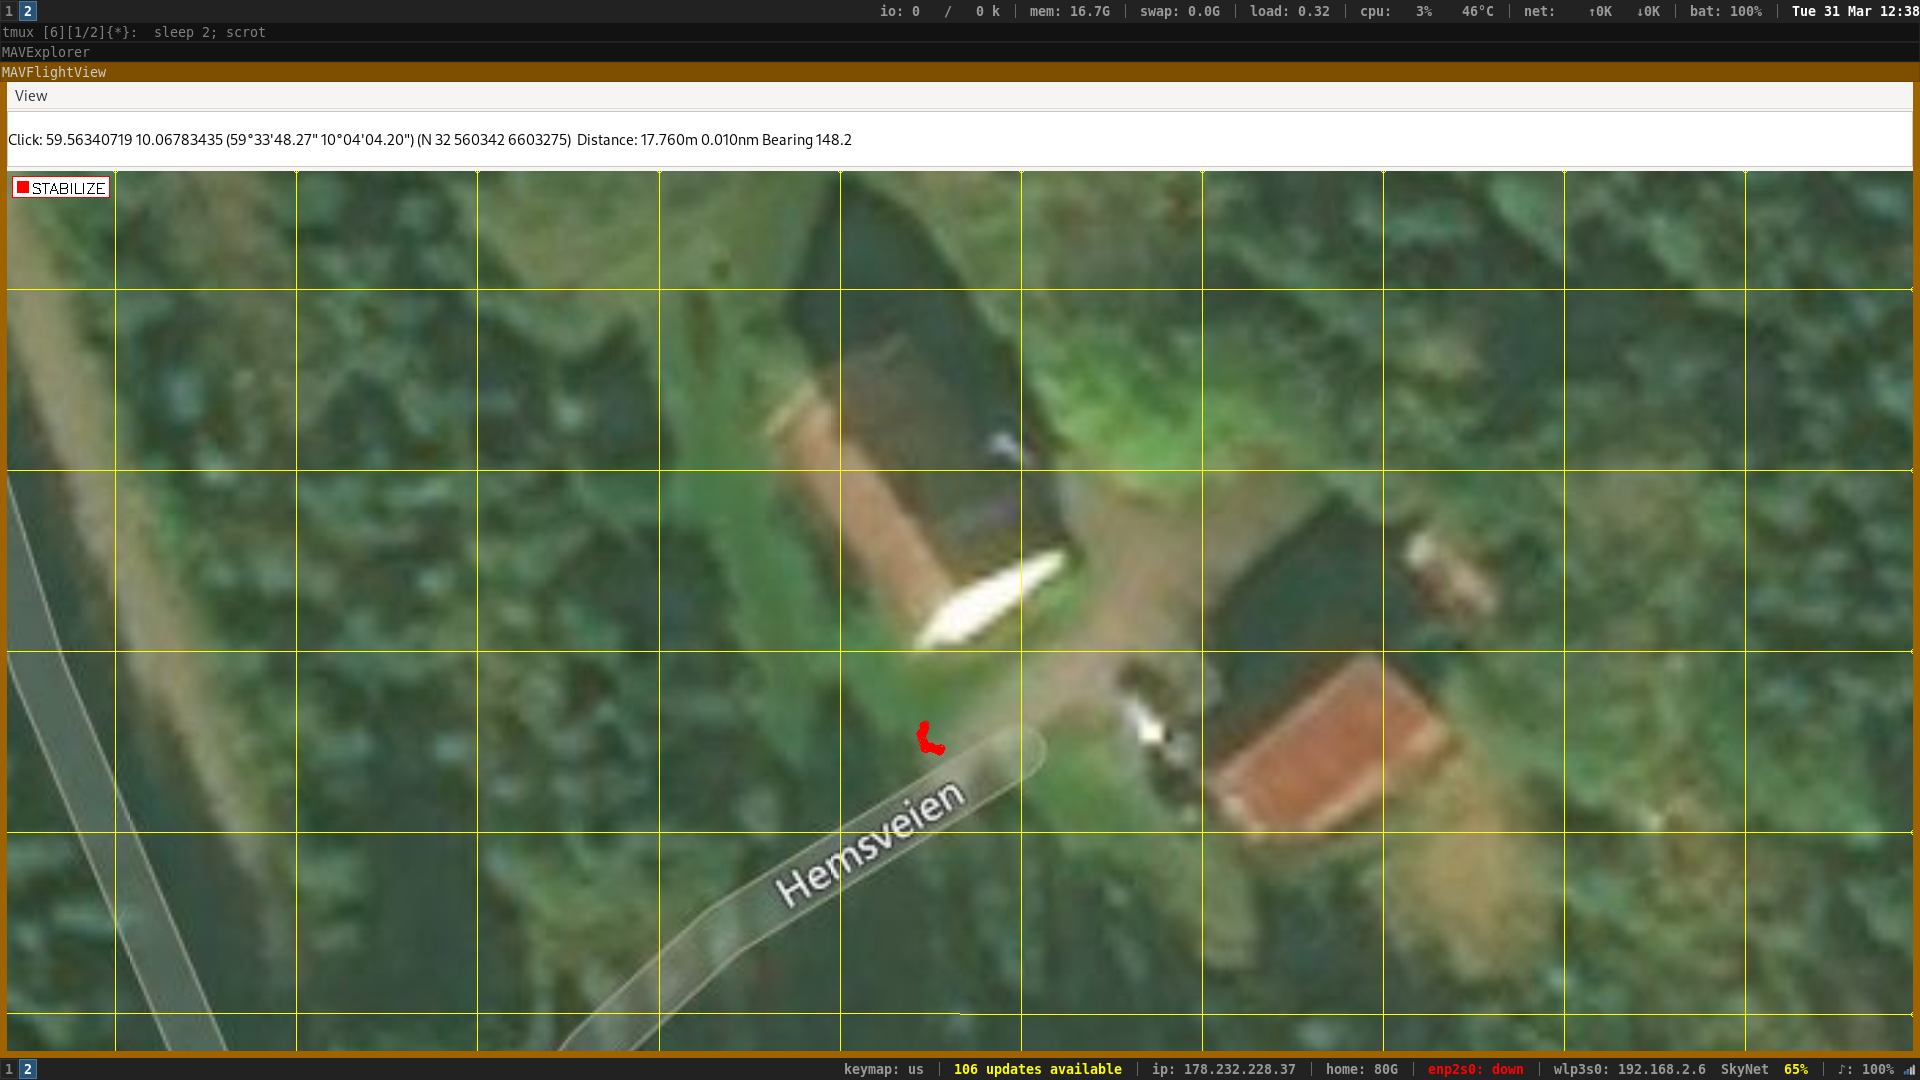 1 2 io: 0 / 0 k | mem: 16.7G | swap: 0.0G | load: 0.32 | cpu: 3% 46°C | net: ↑0K ↓0K | bat: 100% | Tue 31 Mar 12:38
tmux [6][1/2]{*}: sleep 2; scrot
MAVExplorer
MAVFlightView
View
Click: 59.56340719 10.06783435 (59°33'48.27" 10°04'04.20") (N 32 560342 6603275) Distance: 17.760m 0.010nm Bearing 148.2
STABILIZE
Hemsveien
1 2 keymap: us | 106 updates available | ip: 178.232.228.37 | home: 80G | enp2s0: down | wlp3s0: 192.168.2.6 SkyNet 65% | ♪: 100%